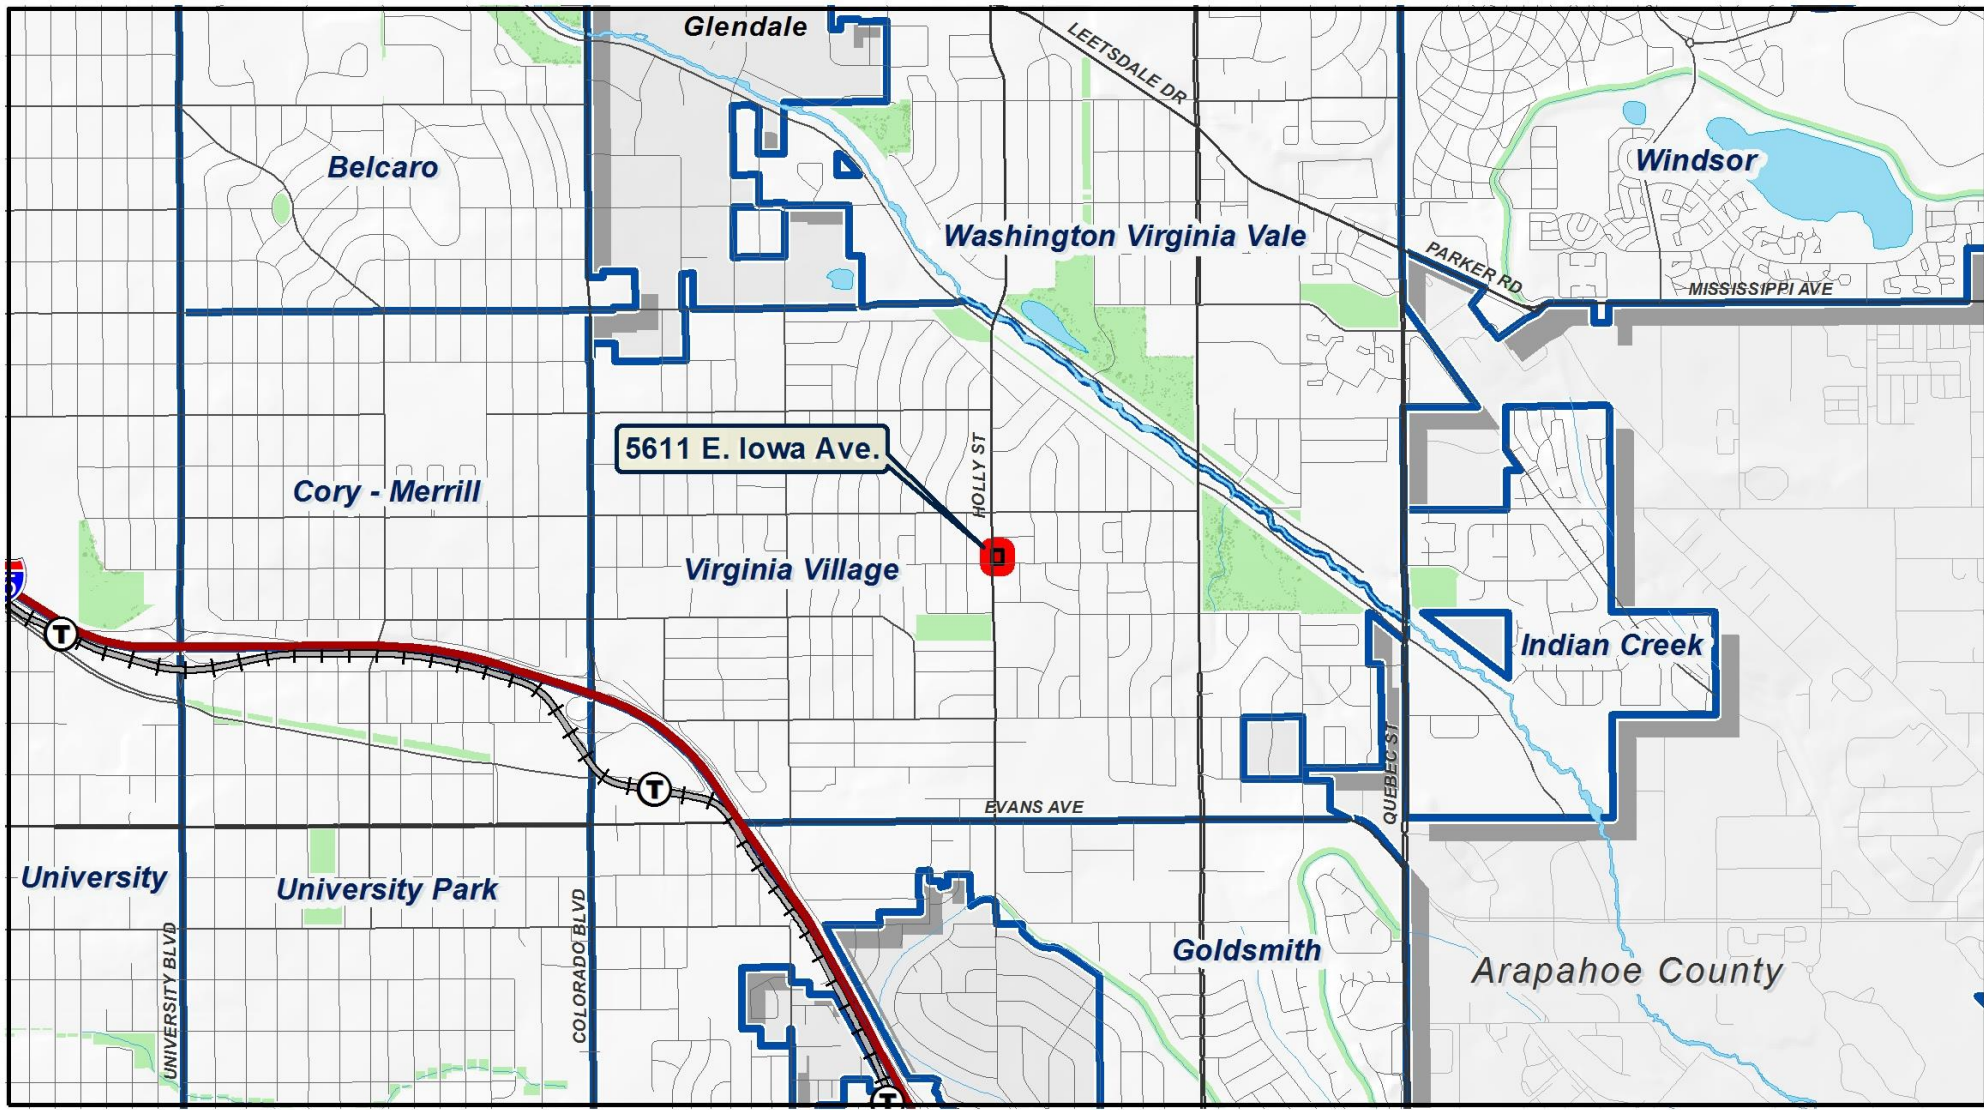 Glendale
LEETSDALE DR
Belcaro
Windsor
Washington Virginia Vale
PARKER RD
MISSISSIPPI AVE
5611 E. Iowa Ave.
HOLLY ST
Cory - Merrill
Virginia Village
T
Indian Creek
QUEBEC ST
T
EVANS AVE
University
University Park
UNIVERSITY BLVD
COLORADO BLVD
Goldsmith
Arapahoe County
T